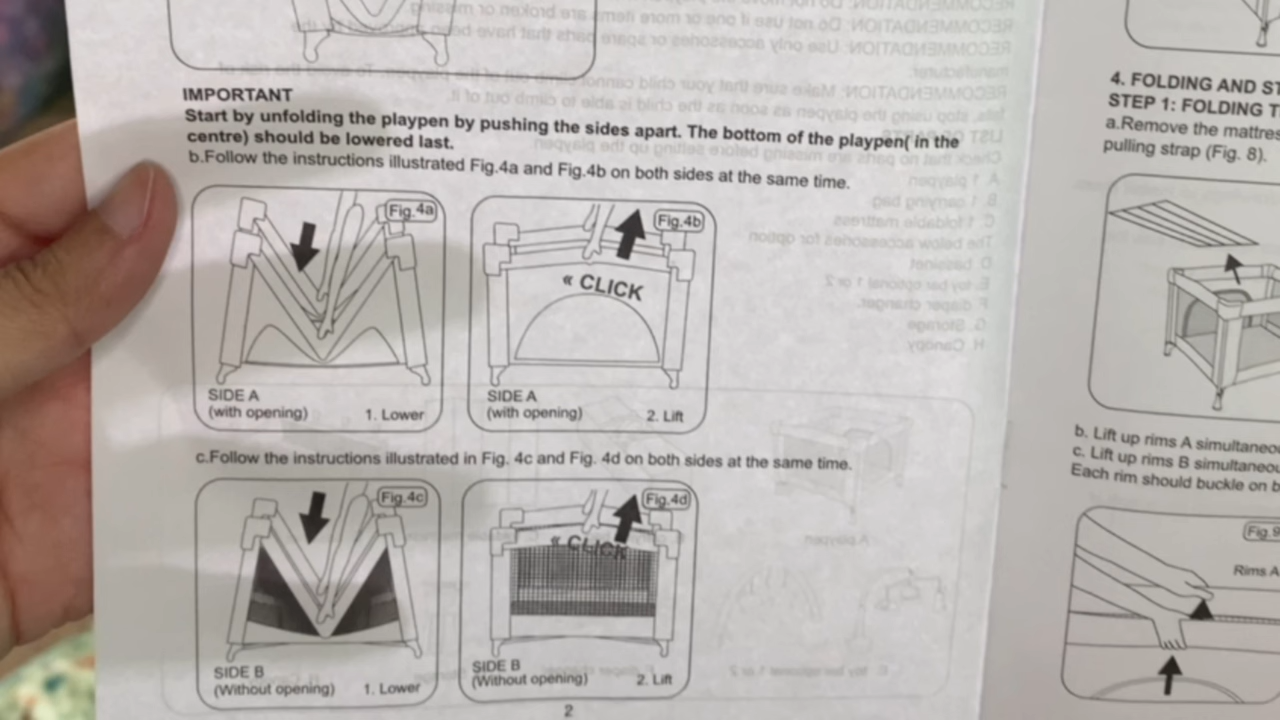 IMPORTANT
Start by unfolding the playpen by pushing the sides apart. The bottom of the playpen( in the
centre) should be lowered last.
b.Follow the instructions illustrated Fig.4a and Fig.4b on both sides at the same time.
Fig.4a
SIDE A
(with opening)
1. Lower
Fig.4b
« CLICK
SIDE A
(with opening)
2. Lift
c.Follow the instructions illustrated in Fig. 4c and Fig. 4d on both sides at the same time.
Fig.4c
SIDE B
(Without opening)
1. Lower
Fig.4d
« CLICK
SIDE B
(Without opening)
2. Lift
2
4. FOLDING AND ST
STEP 1: FOLDING T
a.Remove the mattres
pulling strap (Fig. 8).
b. Lift up rims A simultaneo
c. Lift up rims B simultaneo
Each rim should buckle on b
Fig.9
Rims A